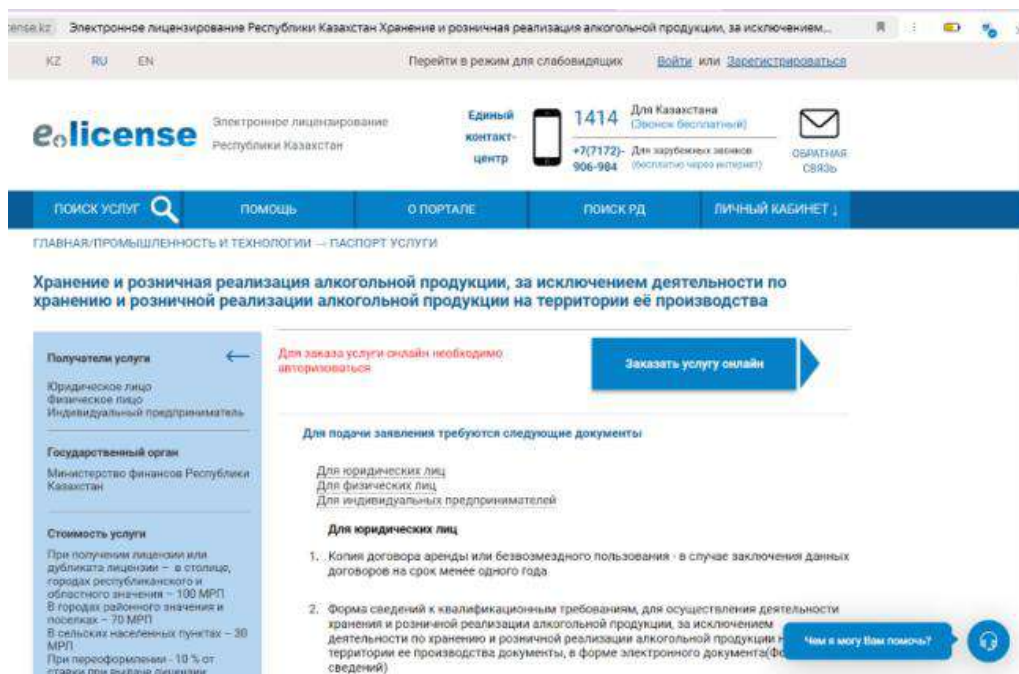 ense.kz Электронное лицензирование Республики Казахстан Хранение и розничная реализация алкогольной продукции, за исключением...
KZ RU EN Перейти в режим для слабовидящих Войти или Зарегистрироваться
e.license
Электронное лицензирование
Республики Казахстан
Единый
контакт-
центр
1414 Для Казахстана
(Звонок бесплатный)
+7(7172)-
906-984
Для зарубежных звонков
(бесплатно через интернет)
ОБРАТНАЯ
СВЯЗЬ
ПОИСК УСЛУГ ПОМОЩЬ О ПОРТАЛЕ ПОИСК РД ЛИЧНЫЙ КАБИНЕТ ↓
ГЛАВНАЯ/ПРОМЫШЛЕННОСТЬ И ТЕХНОЛОГИИ → ПАСПОРТ УСЛУГИ
Хранение и розничная реализация алкогольной продукции, за исключением деятельности по
хранению и розничной реализации алкогольной продукции на территории её производства
Получатели услуги ←
Юридическое лицо
Физическое лицо
Индивидуальный предприниматель
Государственный орган
Министерство финансов Республики
Казахстан
Стоимость услуги
При получении лицензии или
дубликата лицензии – в столице,
городах республиканского и
областного значения – 100 МРП
В городах районного значения и
поселках – 70 МРП
В сельских населенных пунктах – 30
МРП
При переоформлении - 10 % от
ставки при выдаче лицензии
Для заказа услуги онлайн необходимо
авторизоваться
Заказать услугу онлайн
Для подачи заявления требуются следующие документы
Для юридических лиц
Для физических лиц
Для индивидуальных предпринимателей
Для юридических лиц
1. Копия договора аренды или безвозмездного пользования - в случае заключения данных
договоров на срок менее одного года
2. Форма сведений к квалификационным требованиям, для осуществления деятельности
хранения и розничной реализации алкогольной продукции, за исключением
деятельности по хранению и розничной реализации алкогольной продукции н
территории ее производства документы, в форме электронного документа(Фо
сведений)
Чем я могу Вам помочь?